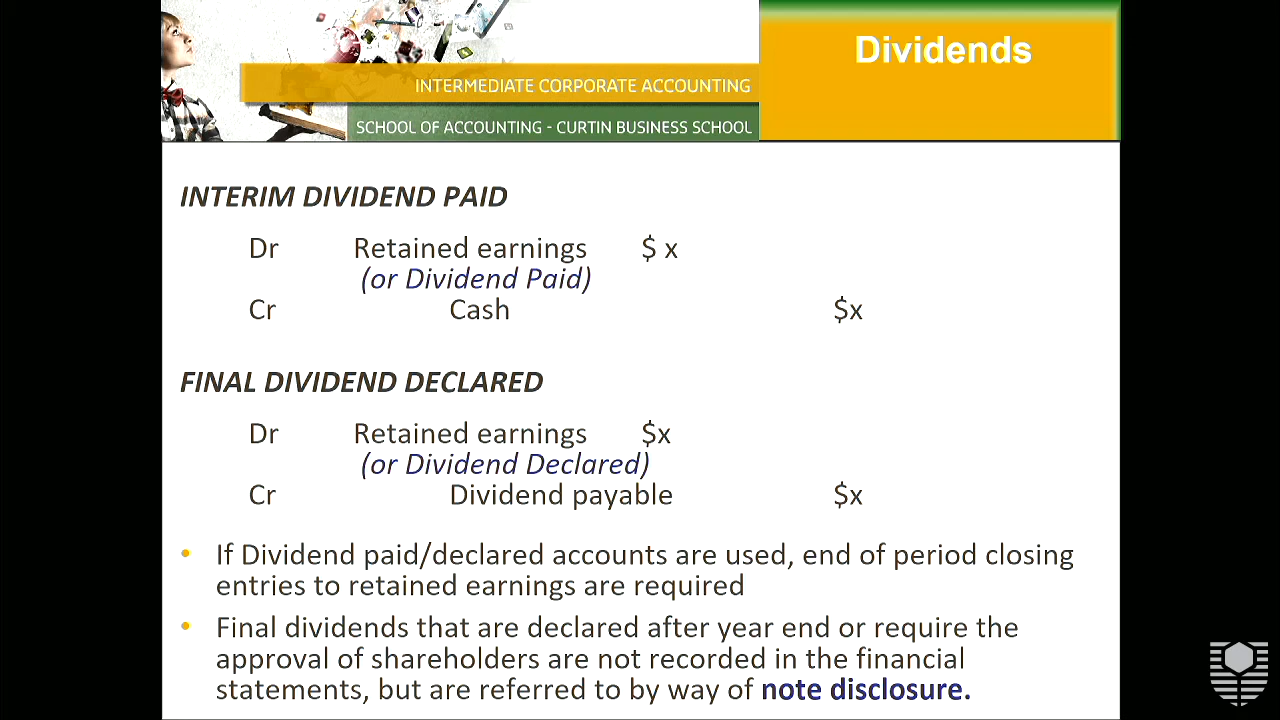 Dividends
INTERMEDIATE CORPORATE ACCOUNTING
SCHOOL OF ACCOUNTING - CURTIN BUSINESS SCHOOL
INTERIM DIVIDEND PAID
Dr Retained earnings $ x
(or Dividend Paid)
Cr Cash $x
FINAL DIVIDEND DECLARED
Dr Retained earnings $x
(or Dividend Declared)
Cr Dividend payable $x
• If Dividend paid/declared accounts are used, end of period closing
entries to retained earnings are required
• Final dividends that are declared after year end or require the
approval of shareholders are not recorded in the financial
statements, but are referred to by way of note disclosure.